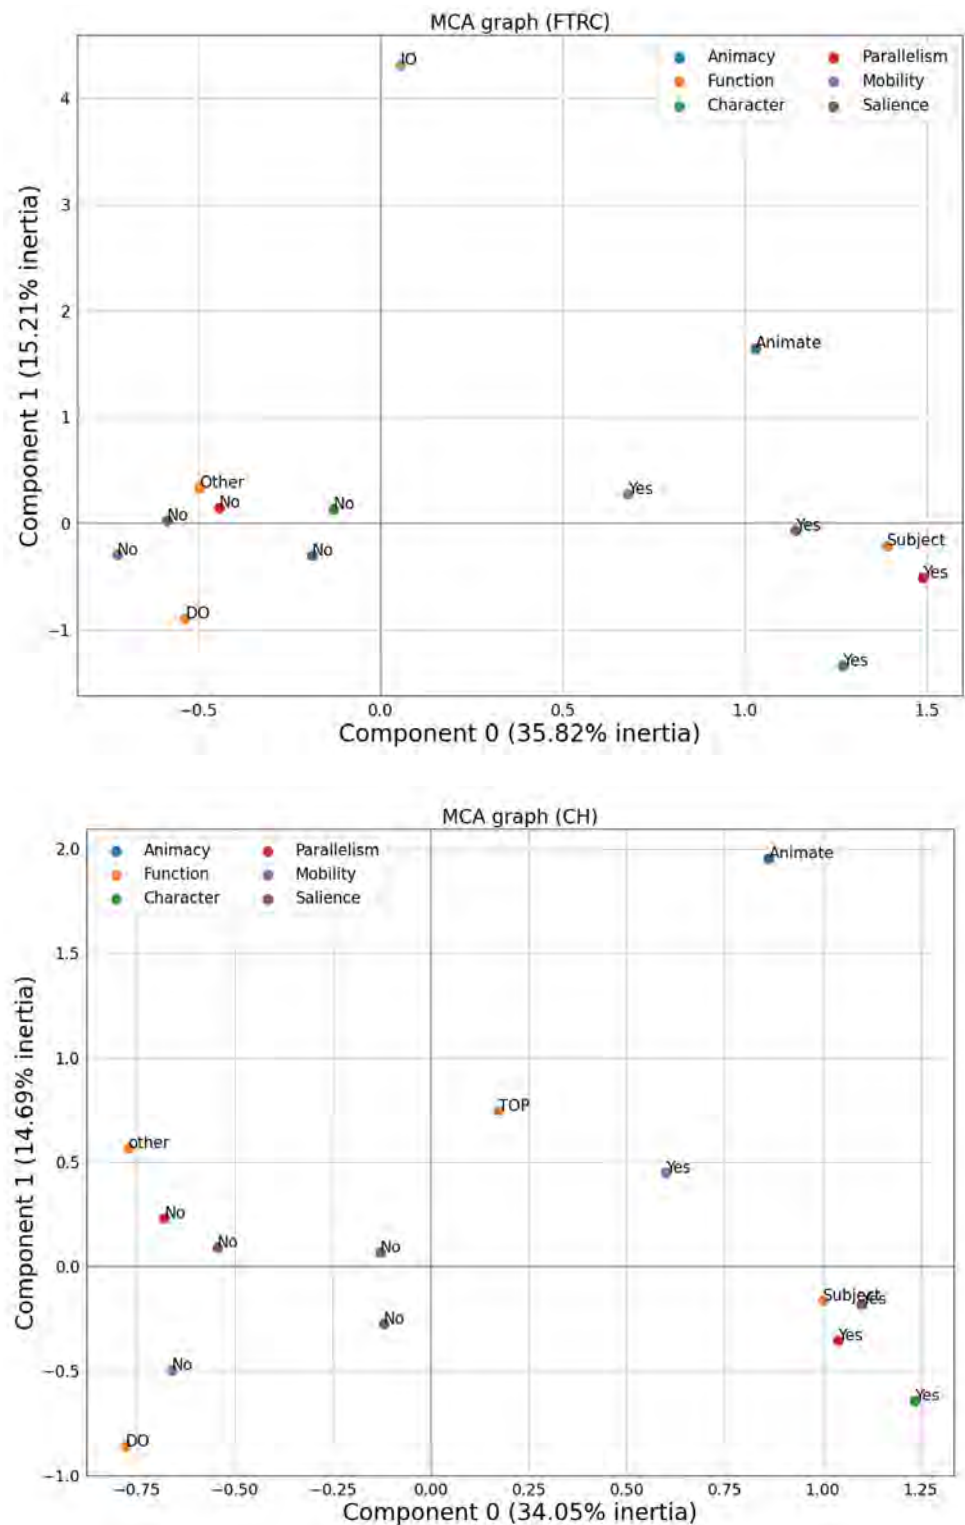 MCA graph (FTRC)
IO
Animacy Parallelism
Function Mobility
Character Salience
4
3
2
Animate
1
Other
No
No
No
Yes
0
Yes
Subject
Yes
No
No
DO
−1
Yes
Component 1 (15.21% inertia)
−0.5 0.0 0.5 1.0 1.5
Component 0 (35.82% inertia)
MCA graph (CH)
2.0
Animacy Parallelism
Function Mobility
Character Salience
Animate
1.5
1.0
TOP
other
0.5
Yes
No
No
No
0.0
Subject
Yes
No
Yes
No
−0.5
Yes
DO
−1.0
Component 1 (14.69% inertia)
−0.75 −0.50 −0.25 0.00 0.25 0.50 0.75 1.00 1.25
Component 0 (34.05% inertia)